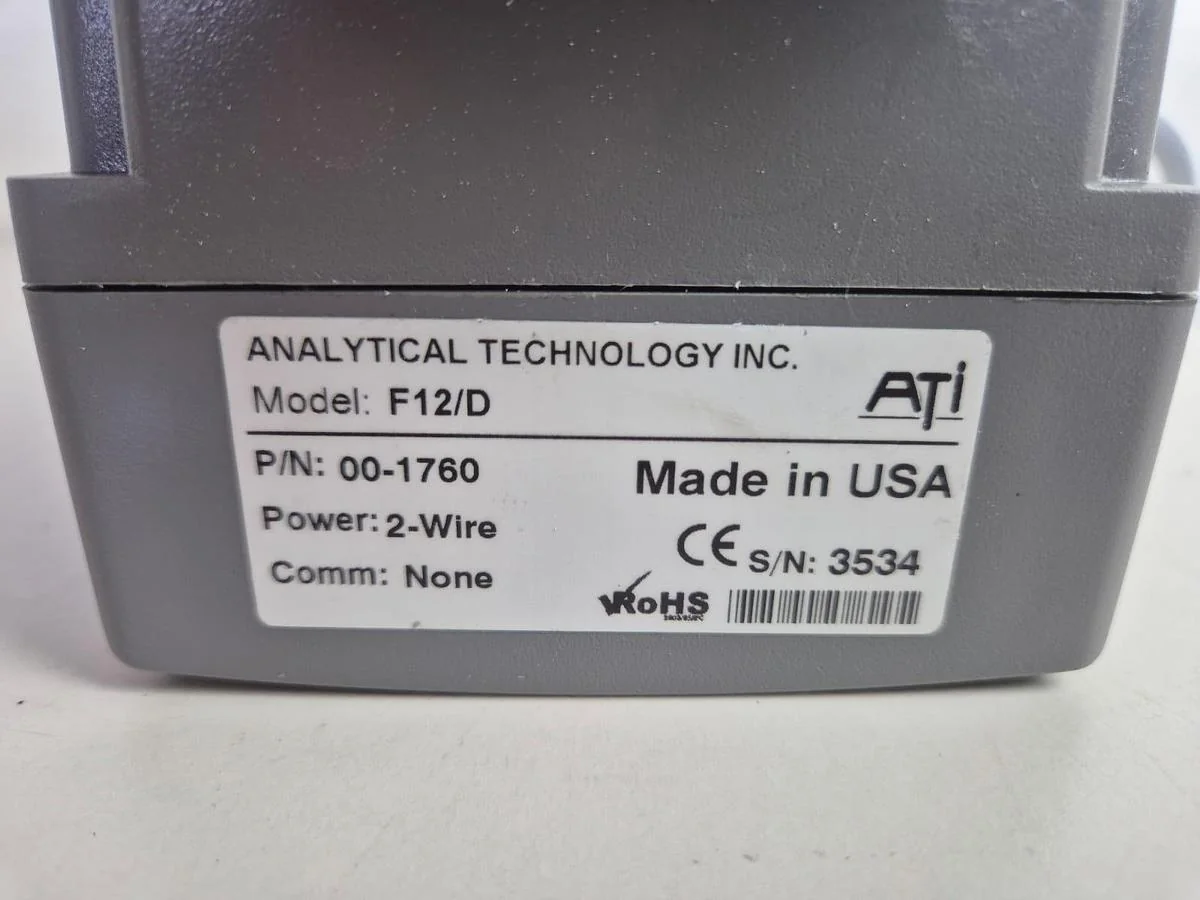 ANALYTICAL TECHNOLOGY INC.
Model: F12/D
ATi
P/N: 00-1760
Made in USA
Power: 2-Wire
CE S/N: 3534
Comm: None
RoHS